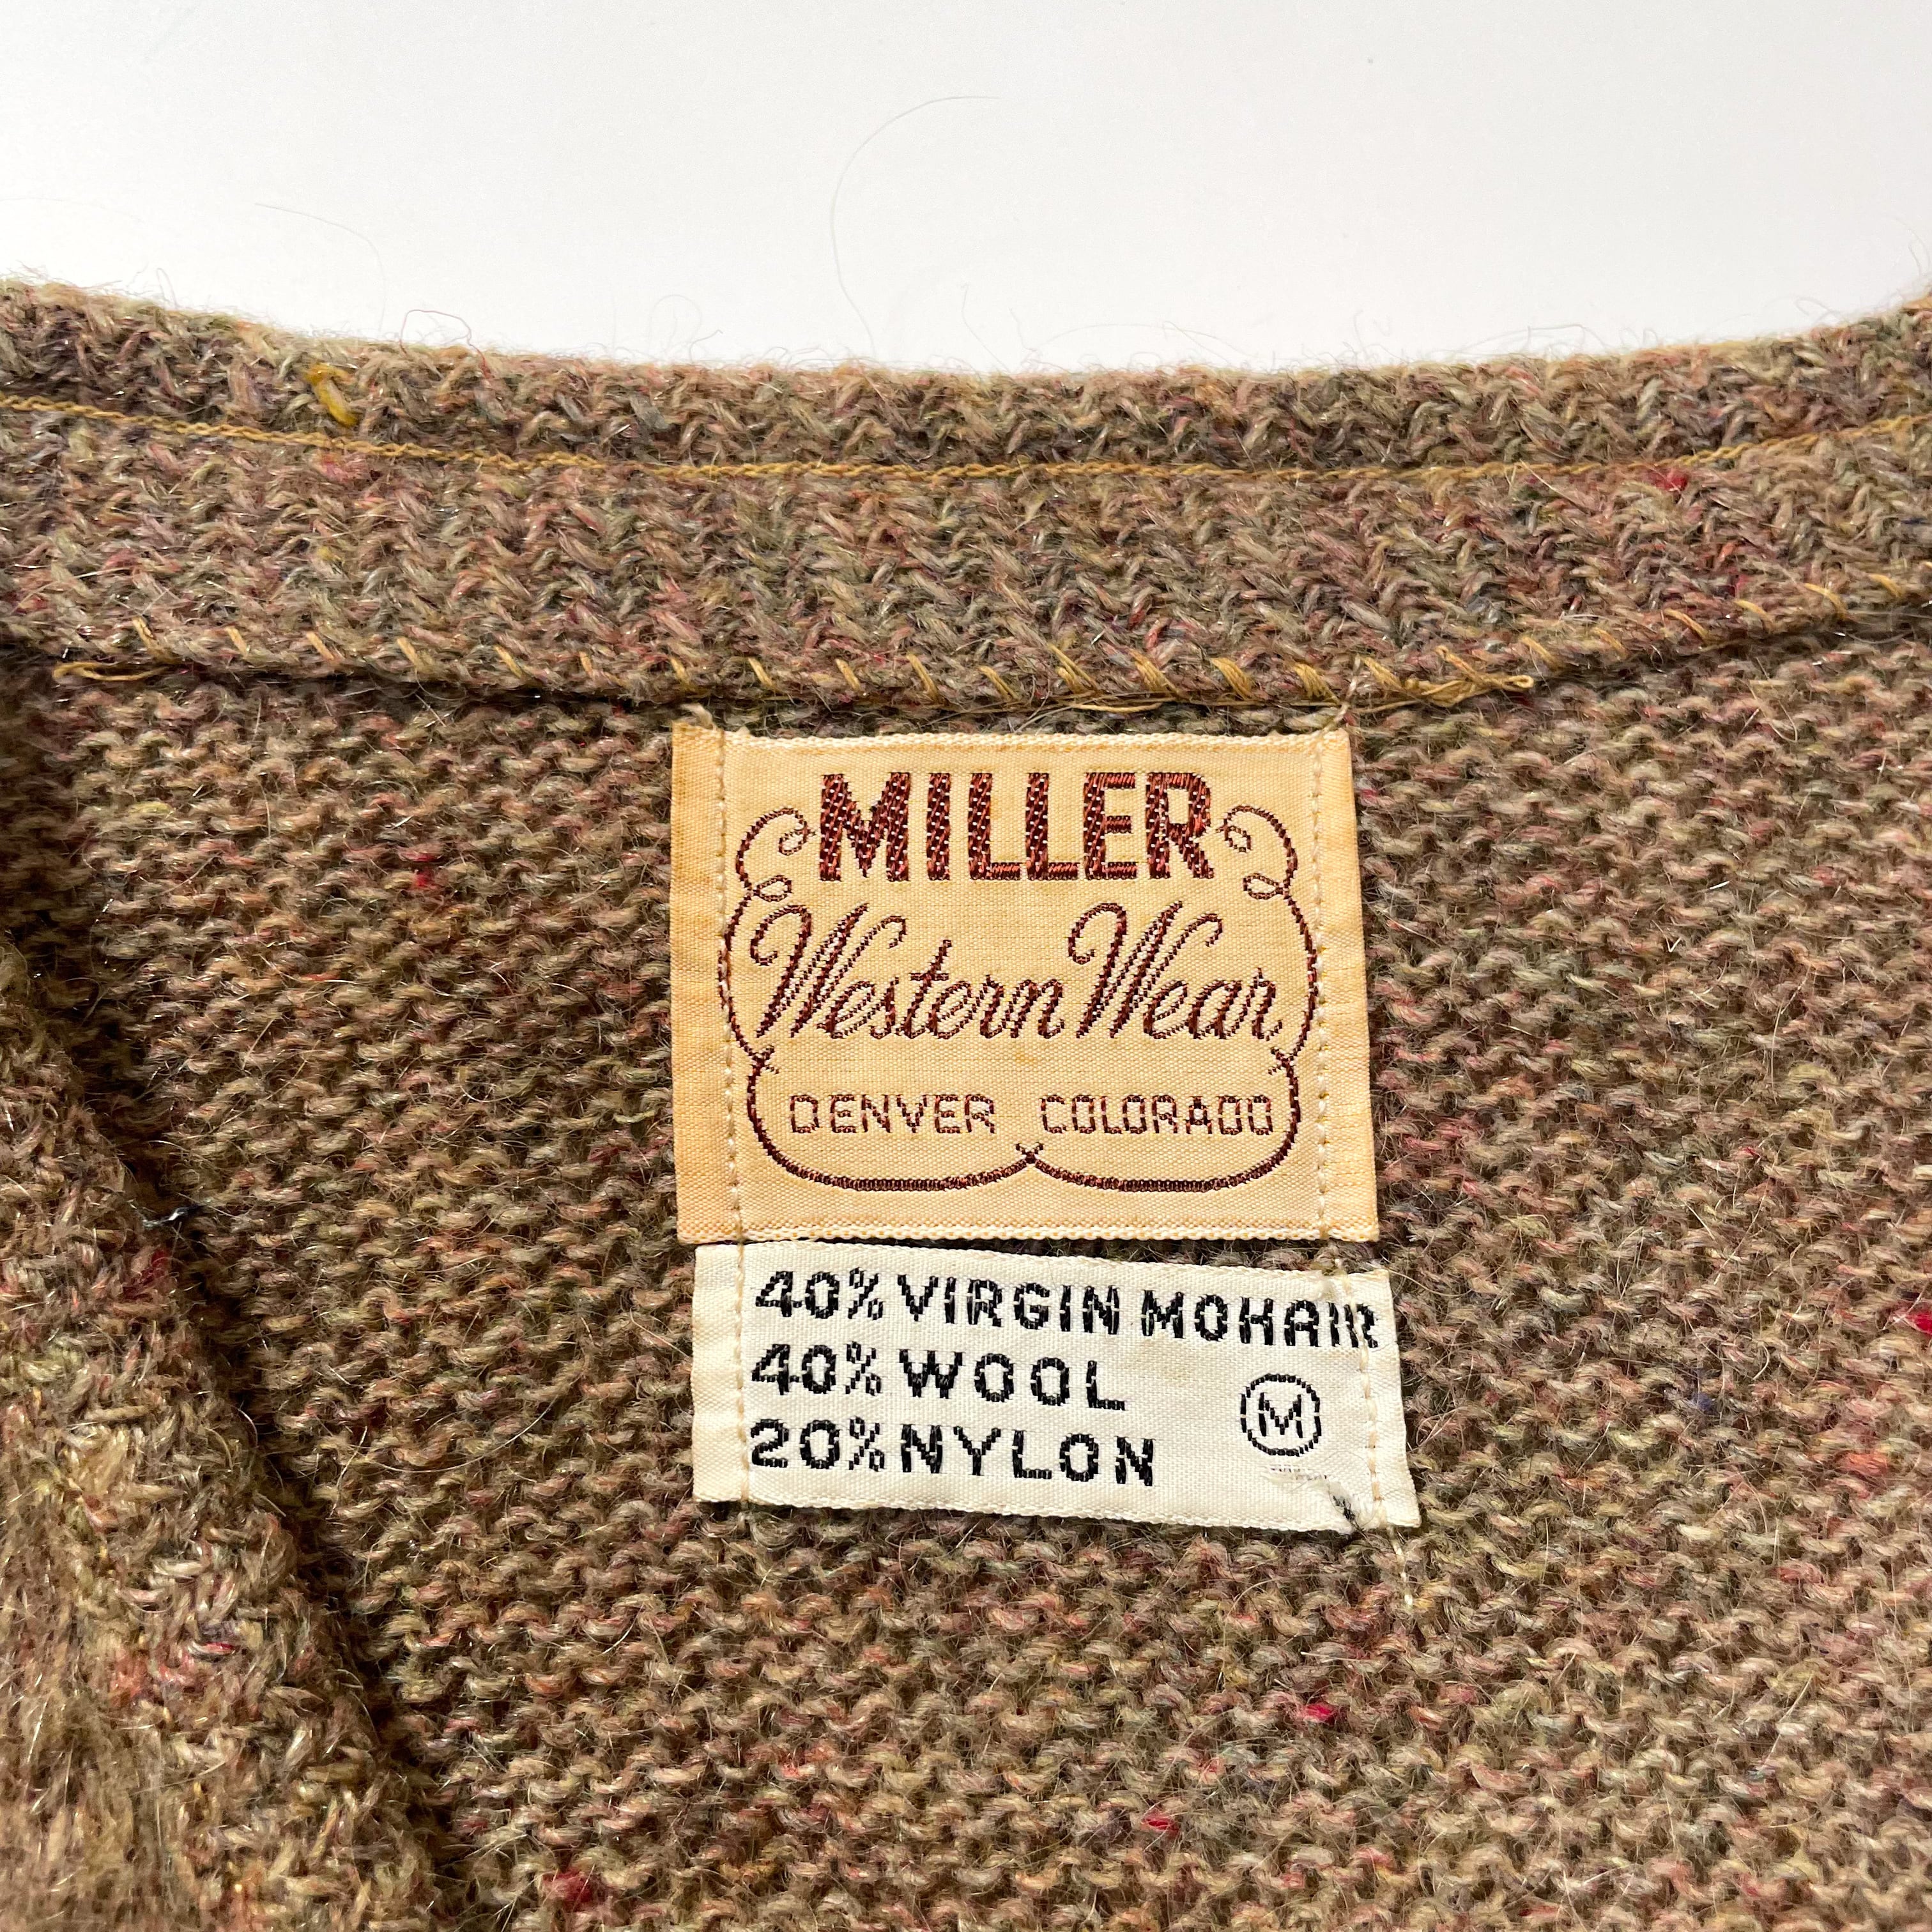 MILLER
Western Wear
DENVER COLORADO
40% VIRGIN MOHAIR
40% WOOL
20% NYLON
M